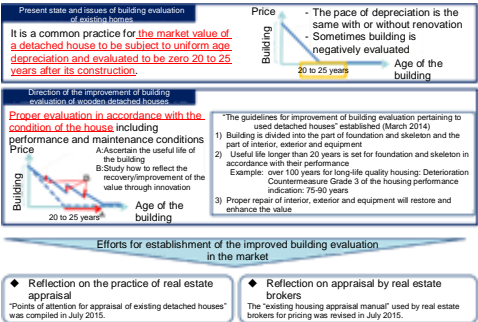 Present state and issues of building evaluation
of existing homes
It is a common practice for the market value of
a detached house to be subject to uniform age
depreciation and evaluated to be zero 20 to 25
years after its construction.
Price
Building
20 to 25 years
Age of the
building
- The pace of depreciation is the
same with or without renovation
- Sometimes building is
negatively evaluated
Direction of the improvement of building
evaluation of wooden detached houses
Proper evaluation in accordance with the
condition of the house including
performance and maintenance conditions
Price
Building
A:Ascertain the useful life of
the building
B:Study how to reflect the
recovery/improvement of the
value through innovation
20 to 25 years
Age of the
building
"The guidelines for improvement of building evaluation pertaining to
used detached houses" established (March 2014)
1) Building is divided into the part of foundation and skeleton and the
part of interior, exterior and equipment
2) Useful life longer than 20 years is set for foundation and skeleton in
accordance with their performance
Example: over 100 years for long-life quality housing: Deterioration
Countermeasure Grade 3 of the housing performance
indication: 75-90 years
3) Proper repair of interior, exterior and equipment will restore and
enhance the value
Efforts for establishment of the improved building evaluation
in the market
◆ Reflection on the practice of real estate
appraisal
"Points of attention for appraisal of existing detached houses"
was compiled in July 2015.
◆ Reflection on appraisal by real estate
brokers
The "existing housing appraisal manual" used by real estate
brokers for pricing was revised in July 2015.